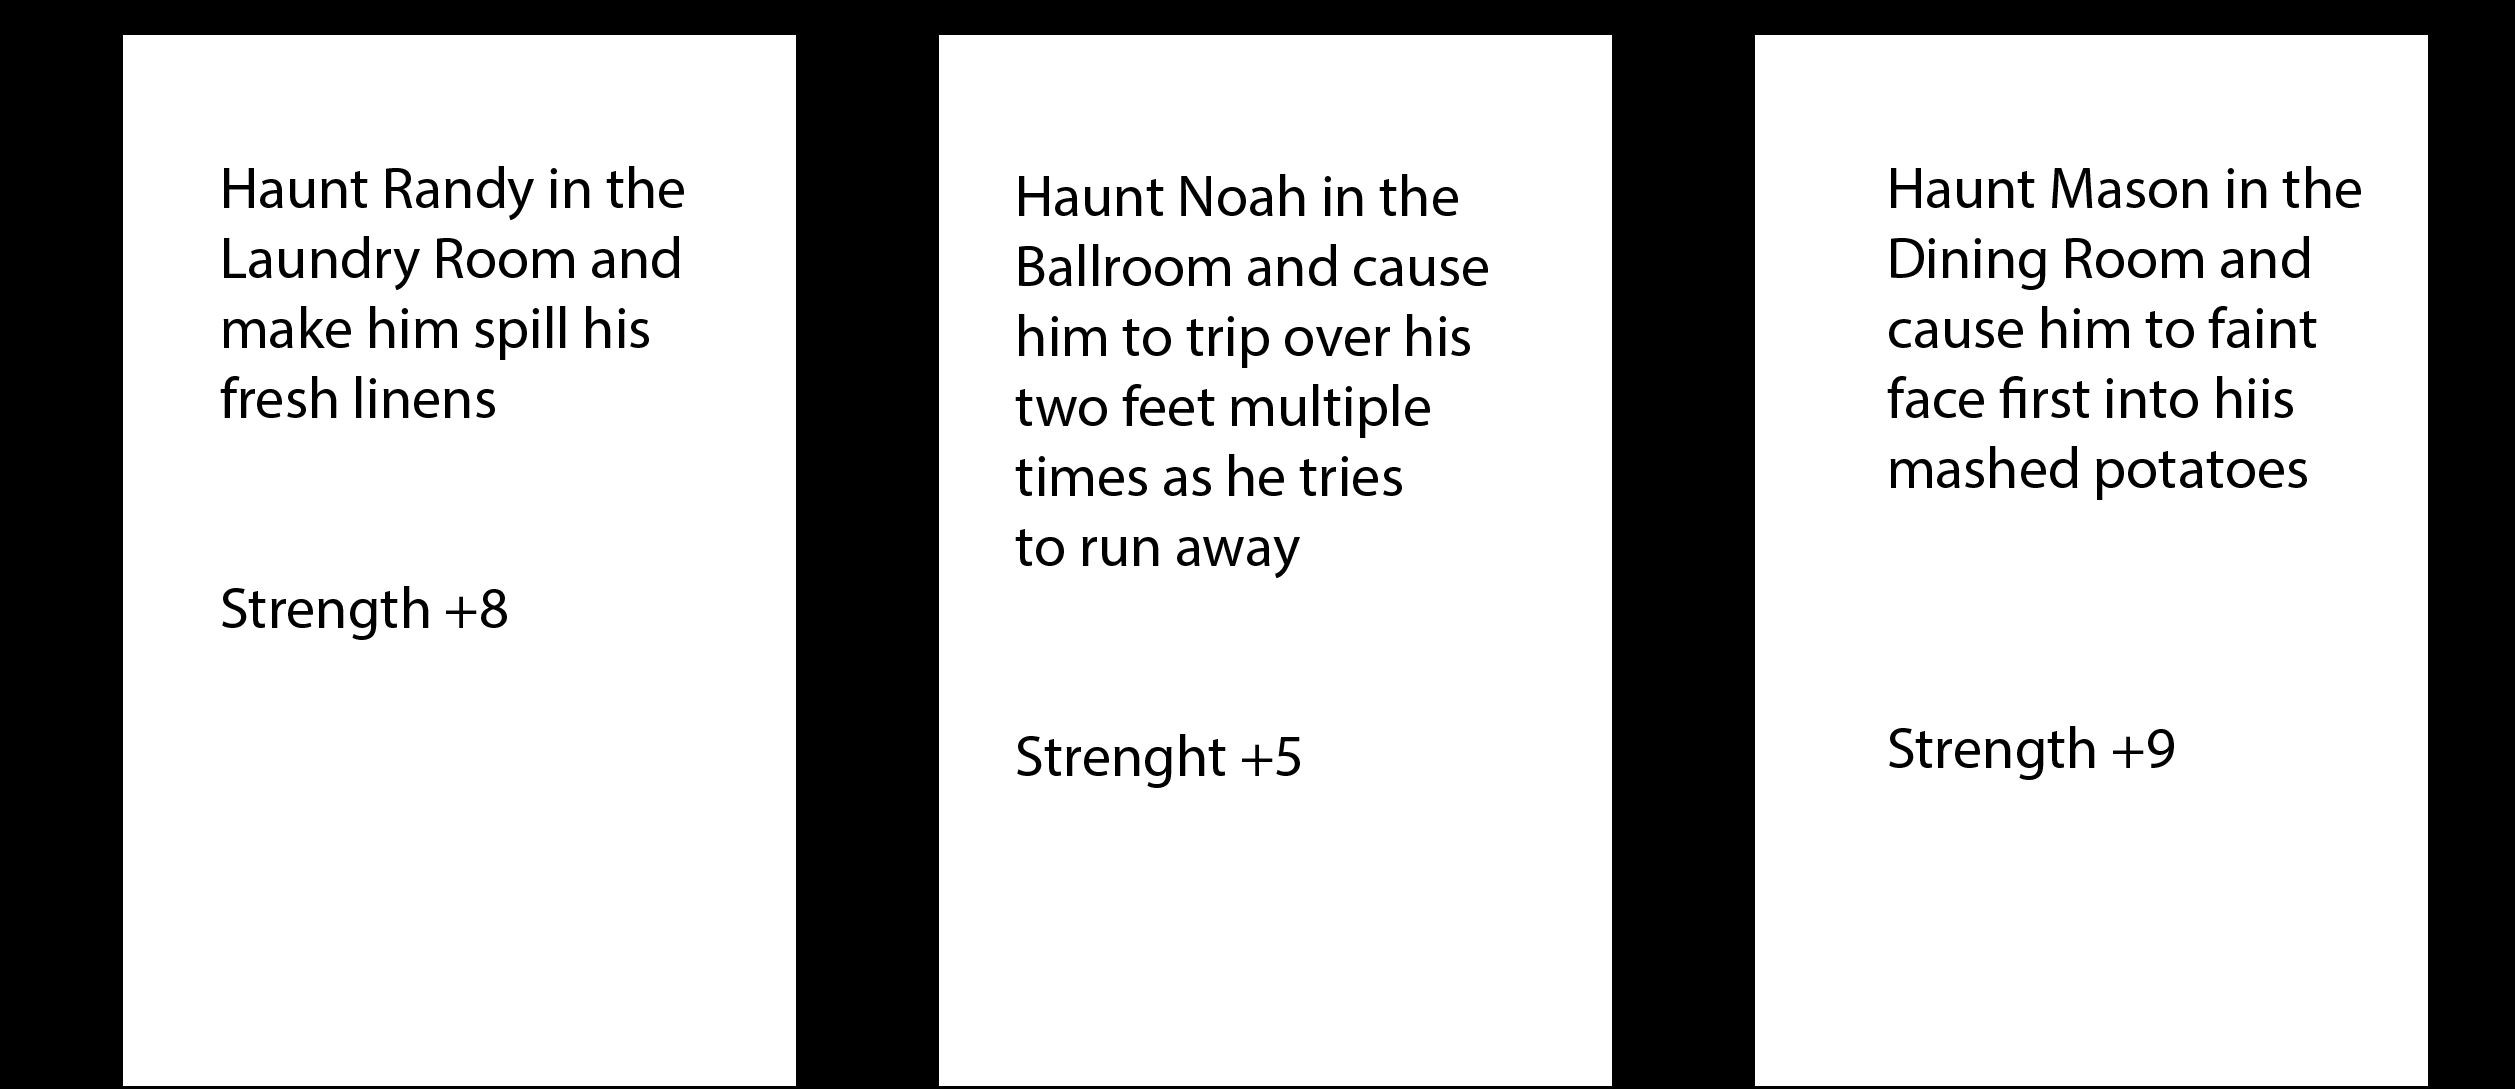 Haunt Randy in the
Laundry Room and
make him spill his
fresh linens
Strength +8
Haunt Noah in the
Ballroom and cause
him to trip over his
two feet multiple
times as he tries
to run away
Strenght +5
Haunt Mason in the
Dining Room and
cause him to faint
face first into hiis
mashed potatoes
Strength +9